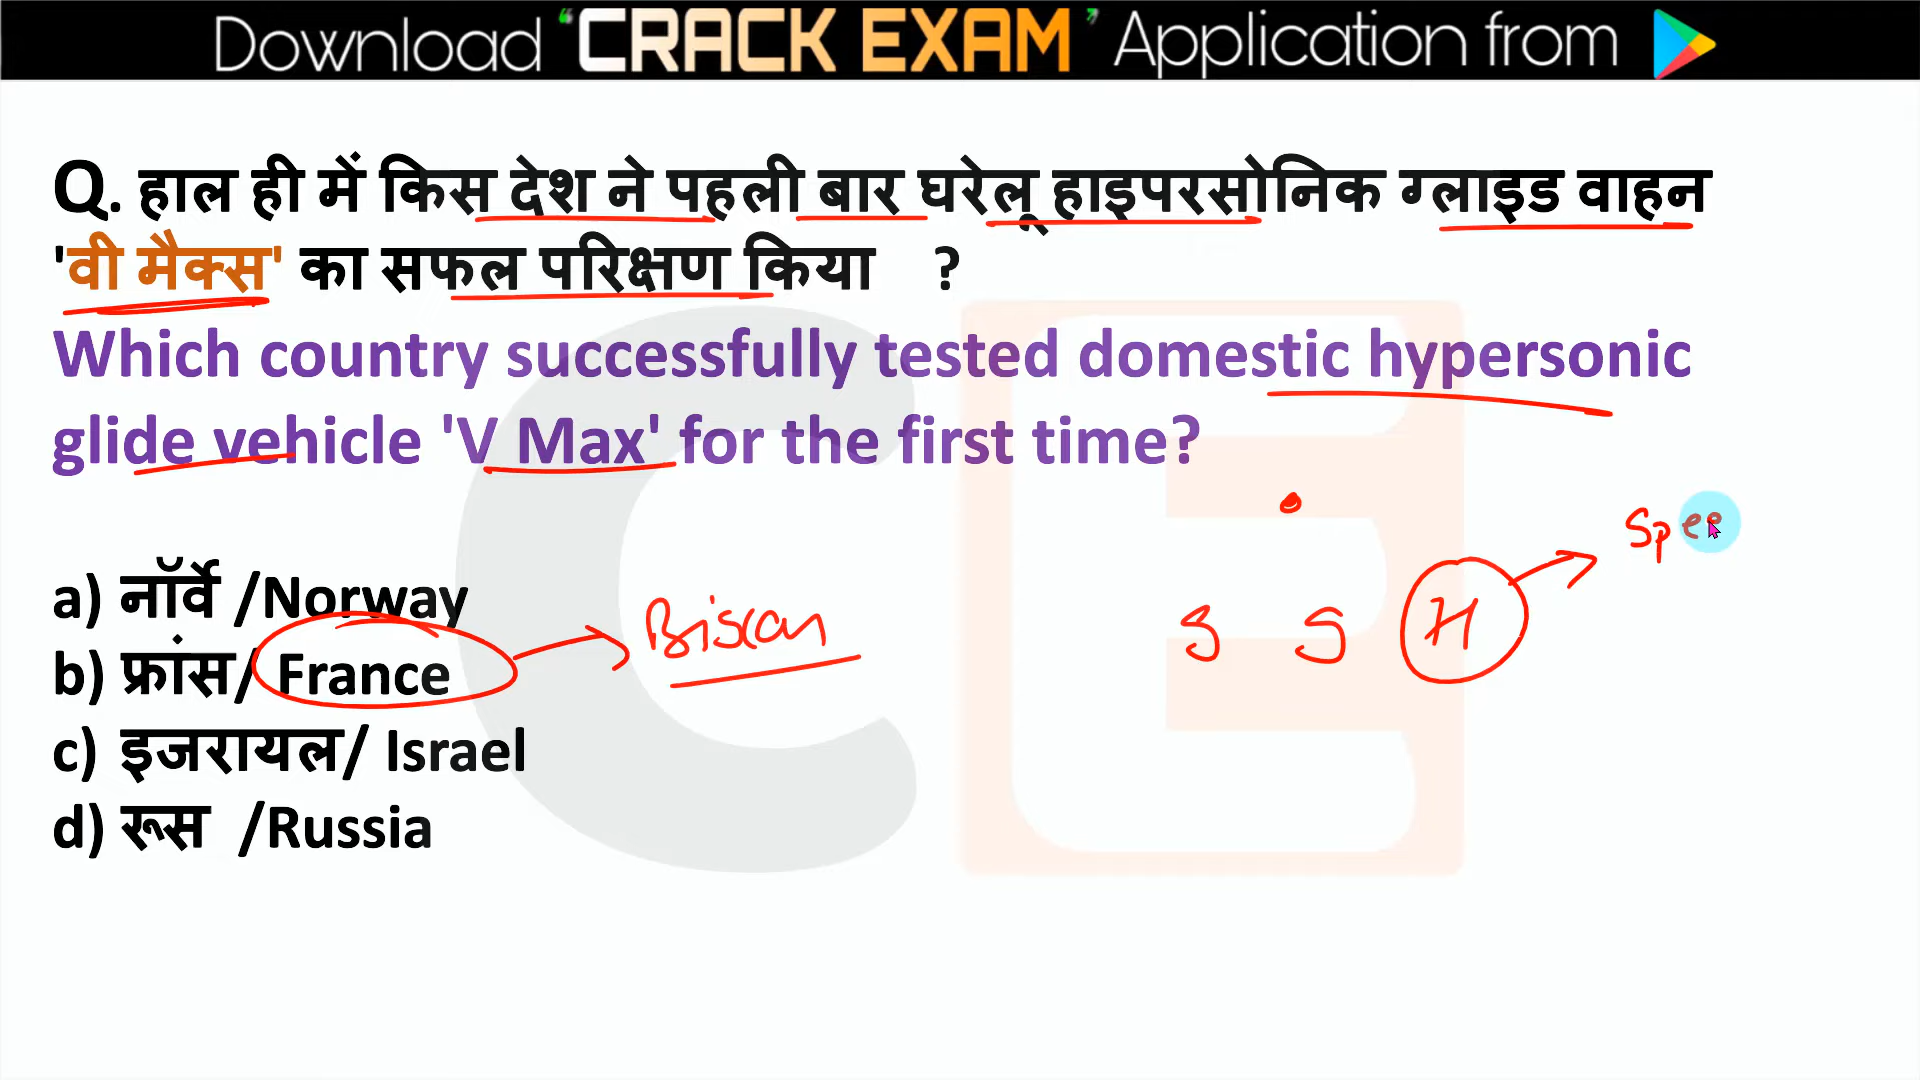 Download "CRACK EXAM" Application from
Q. हाल ही में किस देश ने पहली बार घरेलू हाइपरसोनिक ग्लाइड वाहन
'वी मैक्स' का सफल परिक्षण किया ?
Which country successfully tested domestic hypersonic
glide vehicle 'V Max' for the first time?
a) नॉर्वे /Norway
b) फ्रांस/ France
c) इजरायल/ Israel
d) रूस /Russia
S S H
Spee
CE